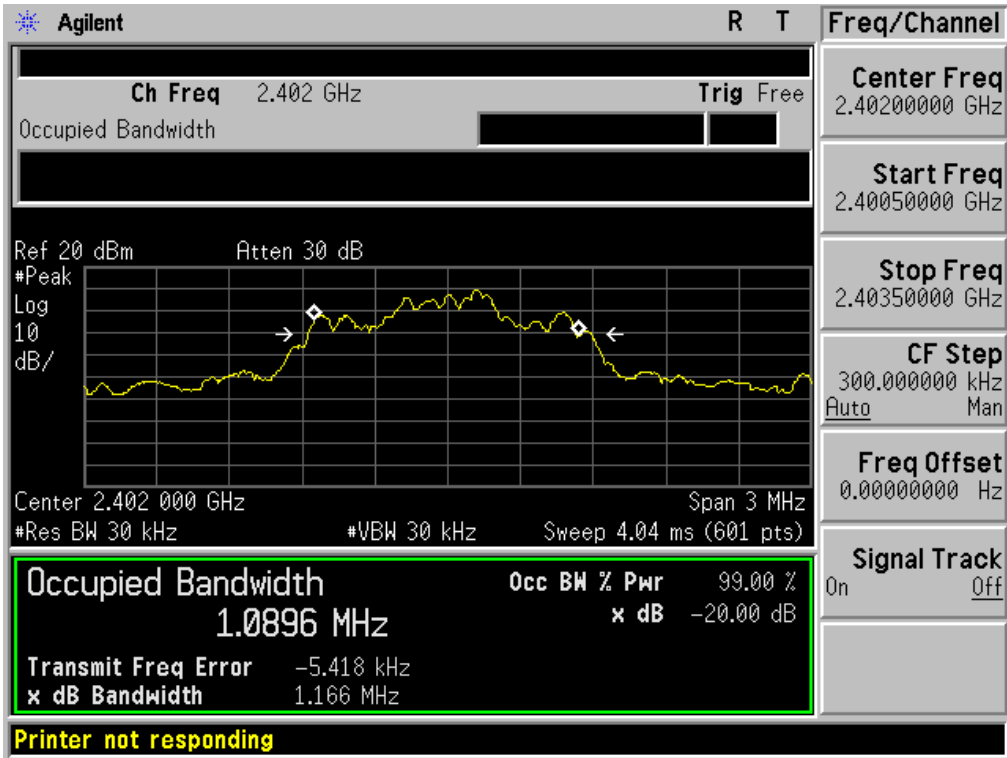 Agilent R T Freq/Channel
Ch Freq 2.402 GHz Trig Free
Occupied Bandwidth
Center Freq
2.40200000 GHz
Start Freq
2.40050000 GHz
Stop Freq
2.40350000 GHz
CF Step
300.000000 kHz
Auto Man
Freq Offset
0.00000000 Hz
Signal Track
On Off
Ref 20 dBm Atten 30 dB
#Peak
Log
10
dB/
Center 2.402 000 GHz Span 3 MHz
#Res BW 30 kHz #VBW 30 kHz Sweep 4.04 ms (601 pts)
Occupied Bandwidth Occ BW % Pwr 99.00 %
1.0896 MHz x dB -20.00 dB
Transmit Freq Error -5.418 kHz
x dB Bandwidth 1.166 MHz
Printer not responding